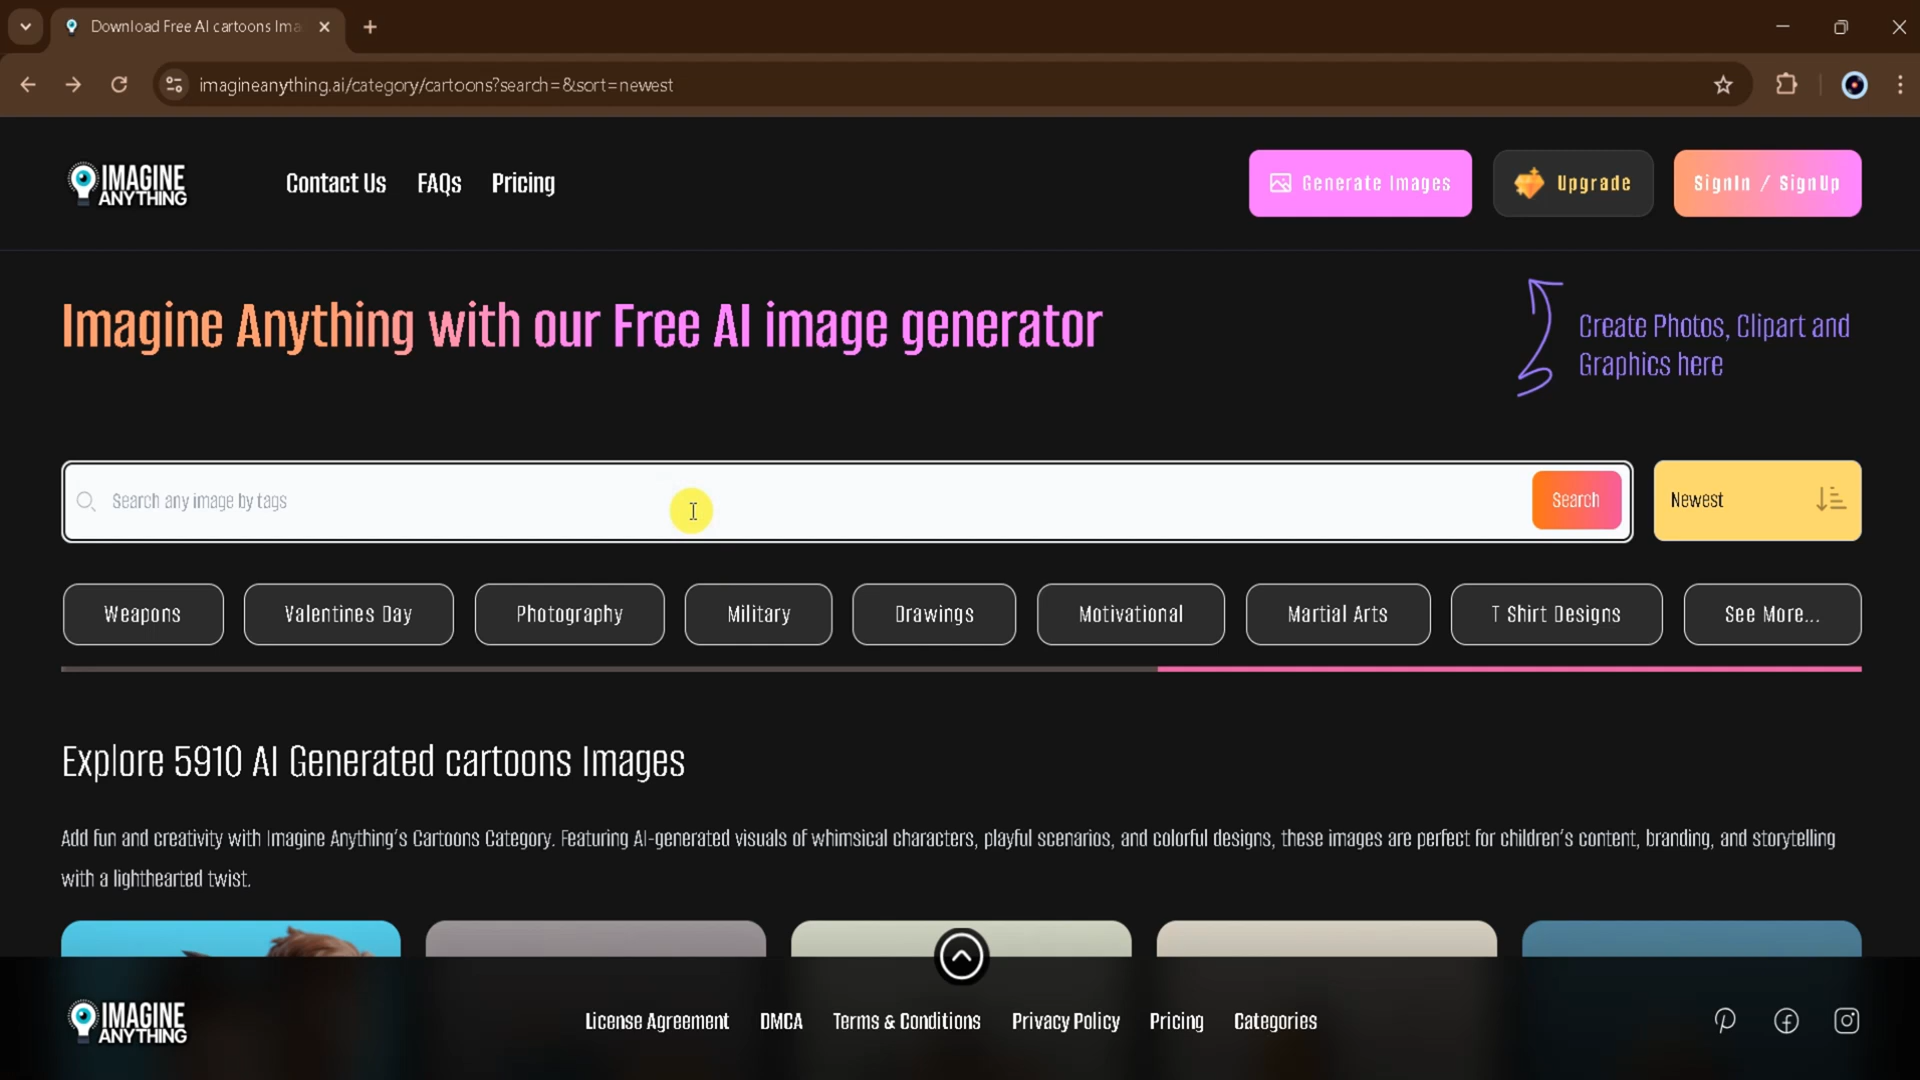 Download Free AI cartoons Ima
imagineanything.ai/category/cartoons?search=&sort=newest
IMAGINE
ANYTHING
Contact Us
FAQs
Pricing
Generate Images
Upgrade
SignIn / SignUp
Imagine Anything with our Free AI image generator
Create Photos, Clipart and
Graphics here
Search any image by tags
Search
Newest
Weapons
Valentines Day
Photography
Military
Drawings
Motivational
Martial Arts
T Shirt Designs
See More...
Explore 5910 AI Generated cartoons Images
Add fun and creativity with Imagine Anything's Cartoons Category. Featuring AI-generated visuals of whimsical characters, playful scenarios, and colorful designs, these images are perfect for children's content, branding, and storytelling
with a lighthearted twist.
IMAGINE
ANYTHING
License Agreement
DMCA
Terms & Conditions
Privacy Policy
Pricing
Categories